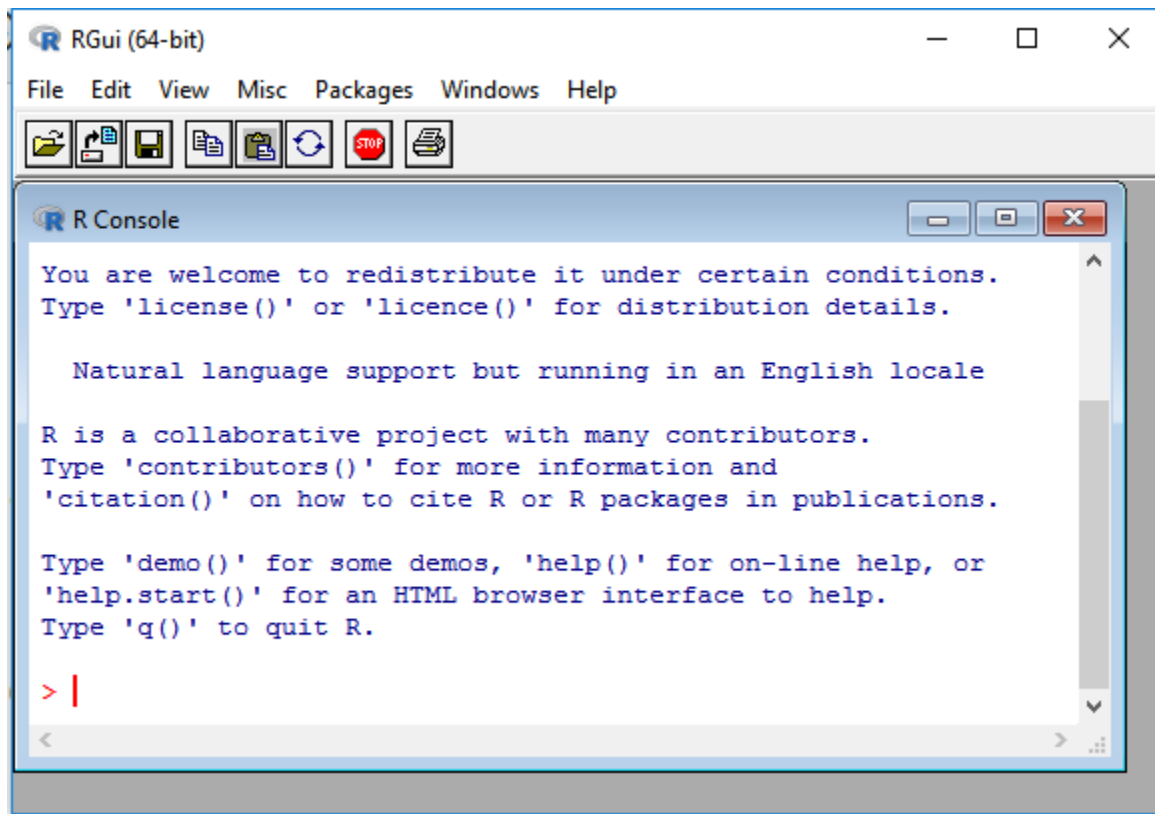 RGui (64-bit)
File Edit View Misc Packages Windows Help
STOP
R Console
You are welcome to redistribute it under certain conditions.
Type 'license()' or 'licence()' for distribution details.
Natural language support but running in an English locale
R is a collaborative project with many contributors.
Type 'contributors()' for more information and
'citation()' on how to cite R or R packages in publications.
Type 'demo()' for some demos, 'help()' for on-line help, or
'help.start()' for an HTML browser interface to help.
Type 'q()' to quit R.
>